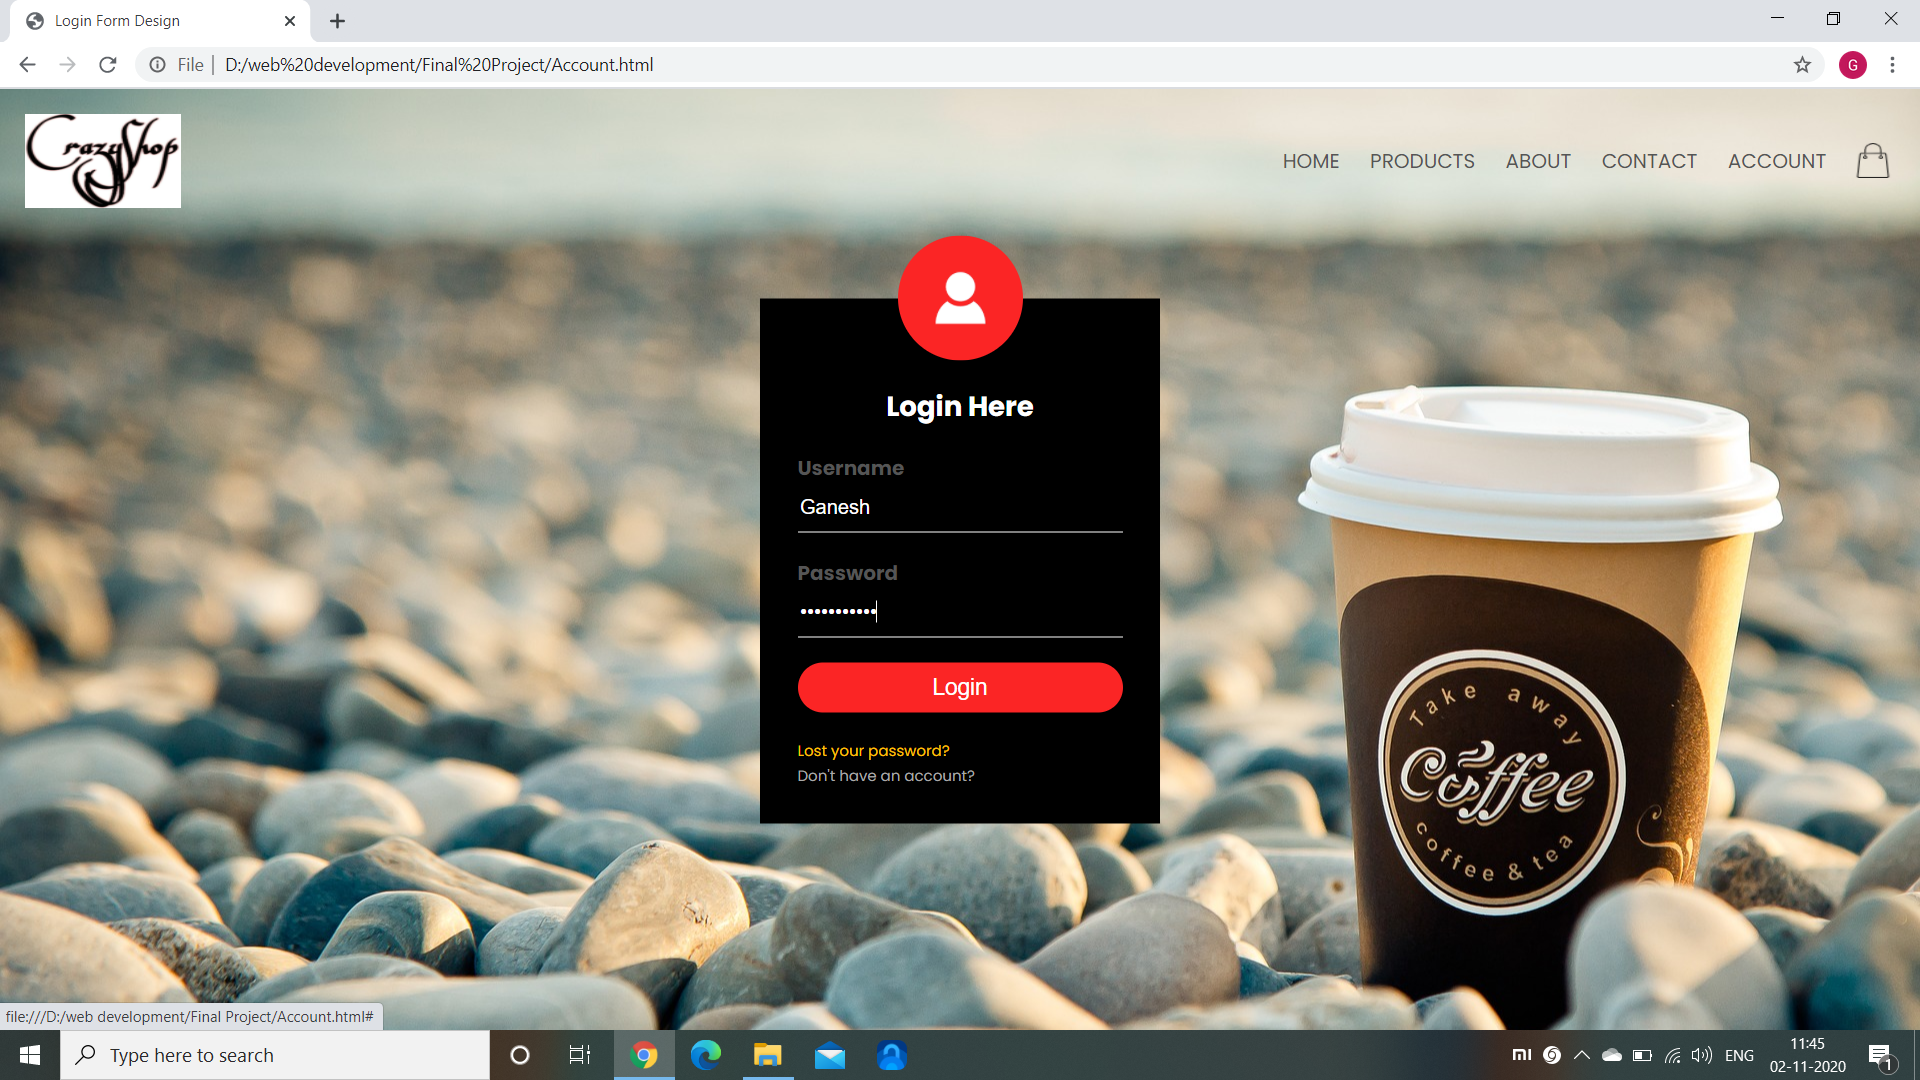 Login Form Design
File
D:/web%20development/Final%20Project/Account.html
G
CrazyShop
HOME PRODUCTS ABOUT CONTACT ACCOUNT
Login Here
Username
Ganesh
Password
•••••••••••
Login
Lost your password?
Don't have an account?
Take away
Coffee
coffee & tea
file:///D:/web development/Final Project/Account.html#
Type here to search
mi
ENG
11:45
02-11-2020
1